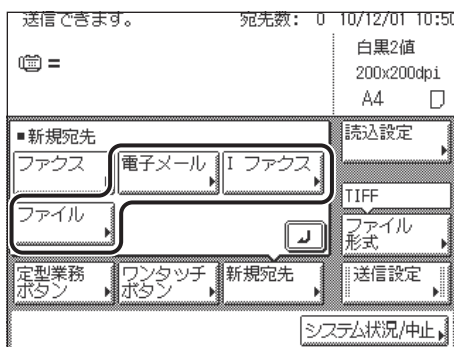 送信できます。 宛先数: 0 10/12/01 10:50
白黒2値
=
200x200dpi
A4
■新規宛先
読込設定
ファクス 電子メール I ファクス
TIFF
ファイル
ファイル
形式
定型業務
ボタン
ワンタッチ
ボタン
新規宛先
送信設定
システム状況/中止